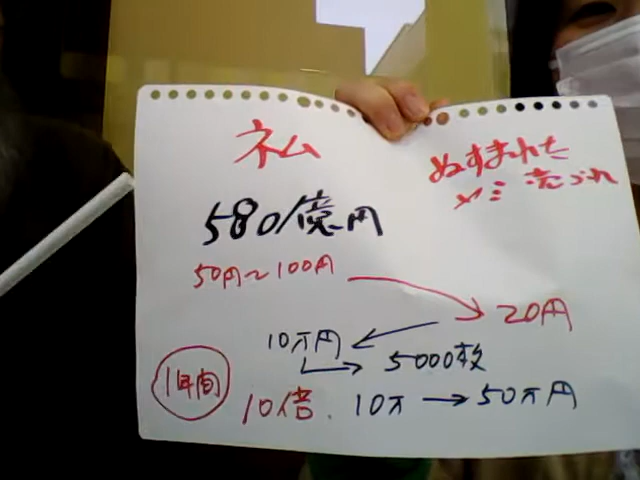 ネム
ぬすまれた
ヤミ売られ
580億円
50円～100円
20円
10万円
5000枚
1年間
10倍. 10万 → 50万円